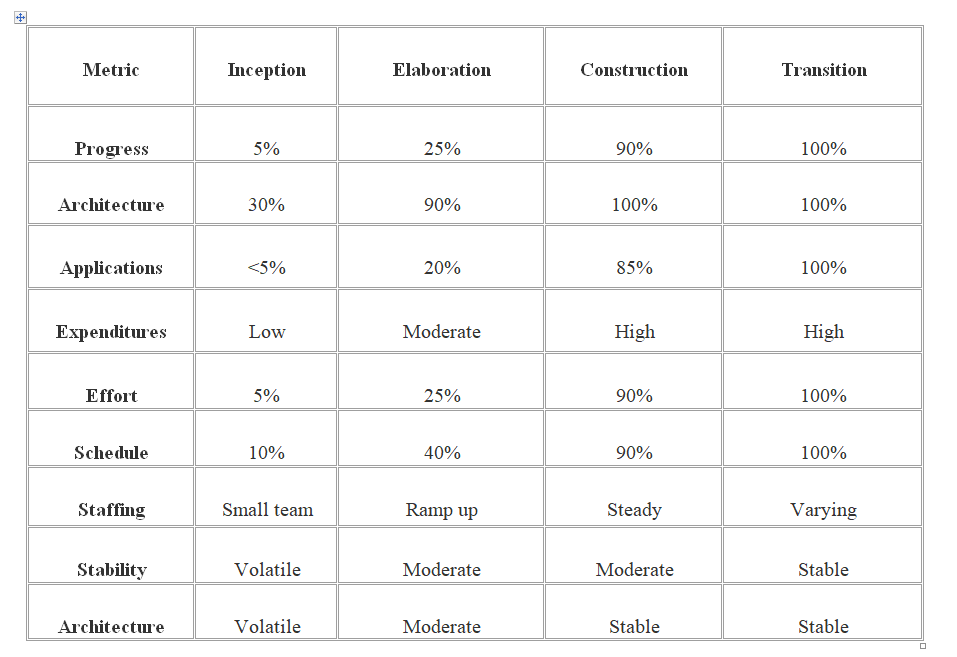 Metric Inception Elaboration Construction Transition
Progress 5% 25% 90% 100%
Architecture 30% 90% 100% 100%
Applications <5% 20% 85% 100%
Expenditures Low Moderate High High
Effort 5% 25% 90% 100%
Schedule 10% 40% 90% 100%
Staffing Small team Ramp up Steady Varying
Stability Volatile Moderate Moderate Stable
Architecture Volatile Moderate Stable Stable